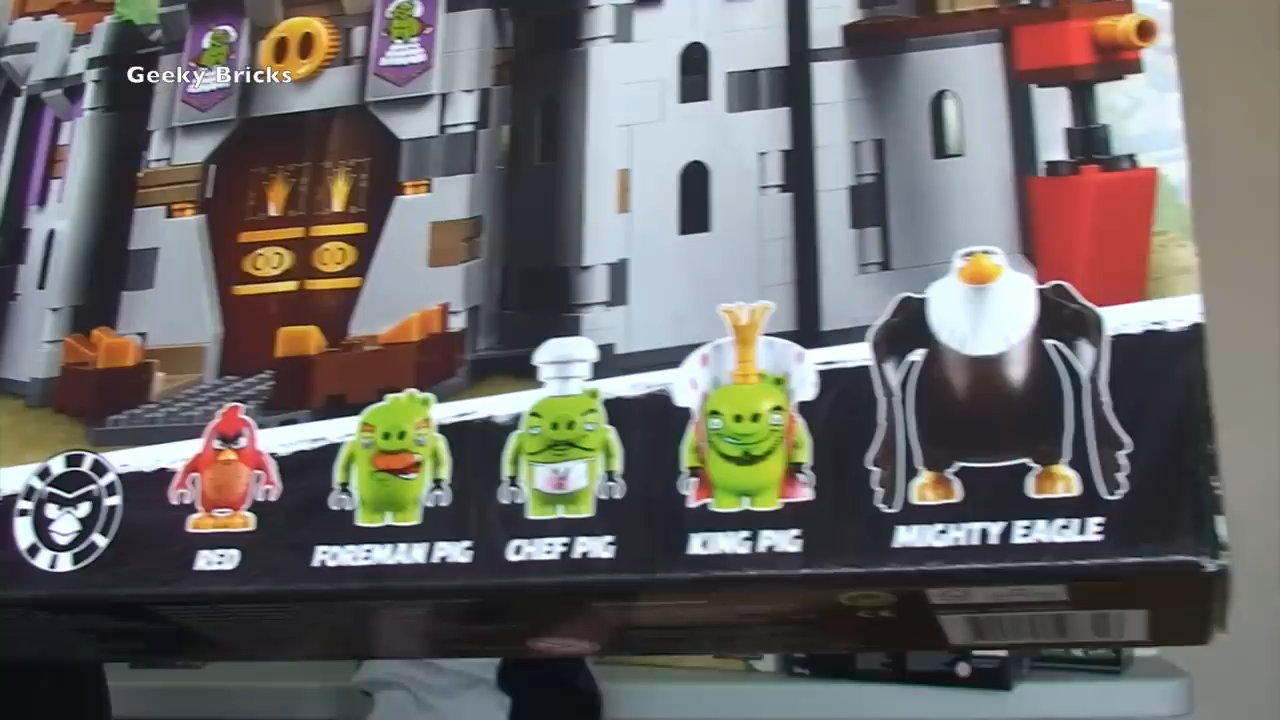 Geeky Bricks
RED
FOREMAN PIG
CHEF PIG
KING PIG
MIGHTY EAGLE